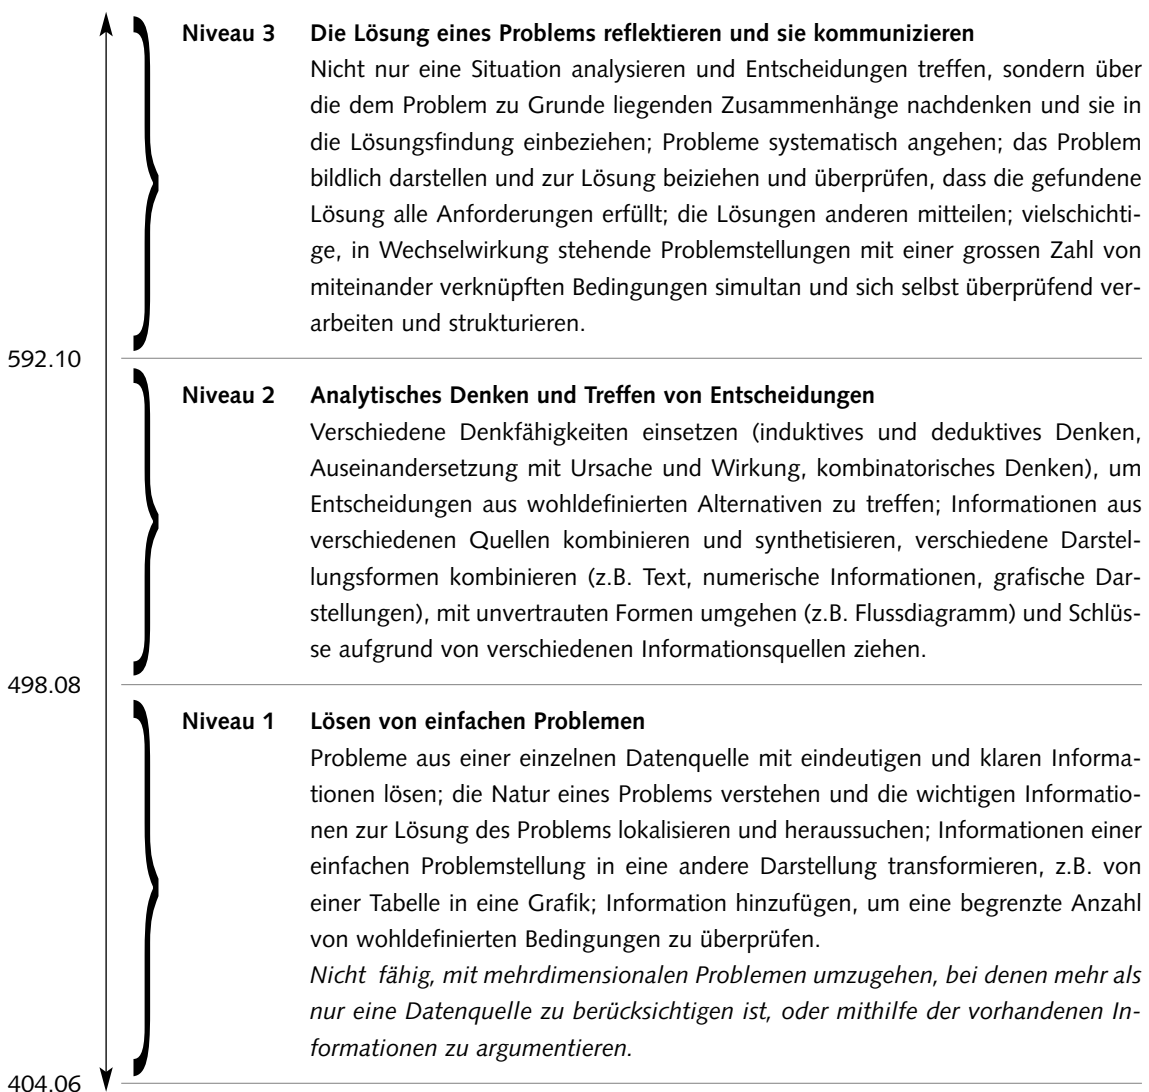 Niveau 3 Die Lösung eines Problems reflektieren und sie kommunizieren
Nicht nur eine Situation analysieren und Entscheidungen treffen, sondern über
die dem Problem zu Grunde liegenden Zusammenhänge nachdenken und sie in
die Lösungsfindung einbeziehen; Probleme systematisch angehen; das Problem
bildlich darstellen und zur Lösung beiziehen und überprüfen, dass die gefundene
Lösung alle Anforderungen erfüllt; die Lösungen anderen mitteilen; vielschichti-
ge, in Wechselwirkung stehende Problemstellungen mit einer grossen Zahl von
miteinander verknüpften Bedingungen simultan und sich selbst überprüfend ver-
arbeiten und strukturieren.
592.10
Niveau 2 Analytisches Denken und Treffen von Entscheidungen
Verschiedene Denkfähigkeiten einsetzen (induktives und deduktives Denken,
Auseinandersetzung mit Ursache und Wirkung, kombinatorisches Denken), um
Entscheidungen aus wohldefinierten Alternativen zu treffen; Informationen aus
verschiedenen Quellen kombinieren und synthetisieren, verschiedene Darstel-
lungsformen kombinieren (z.B. Text, numerische Informationen, grafische Dar-
stellungen), mit unvertrauten Formen umgehen (z.B. Flussdiagramm) und Schlüs-
se aufgrund von verschiedenen Informationsquellen ziehen.
498.08
Niveau 1 Lösen von einfachen Problemen
Probleme aus einer einzelnen Datenquelle mit eindeutigen und klaren Informa-
tionen lösen; die Natur eines Problems verstehen und die wichtigen Informatio-
nen zur Lösung des Problems lokalisieren und heraussuchen; Informationen einer
einfachen Problemstellung in eine andere Darstellung transformieren, z.B. von
einer Tabelle in eine Grafik; Information hinzufügen, um eine begrenzte Anzahl
von wohldefinierten Bedingungen zu überprüfen.
Nicht fähig, mit mehrdimensionalen Problemen umzugehen, bei denen mehr als
nur eine Datenquelle zu berücksichtigen ist, oder mithilfe der vorhandenen In-
formationen zu argumentieren.
404.06